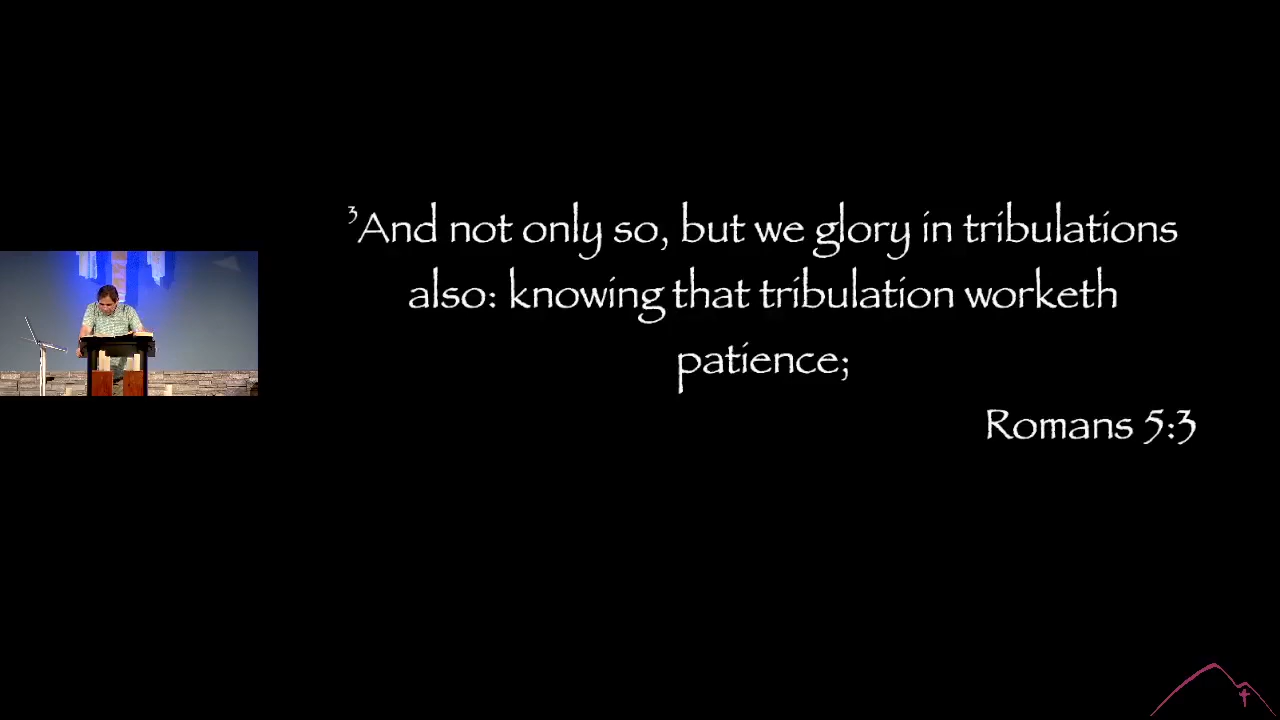 ³And not only so, but we glory in tribulations
also: knowing that tribulation worketh
patience;
Romans 5:3